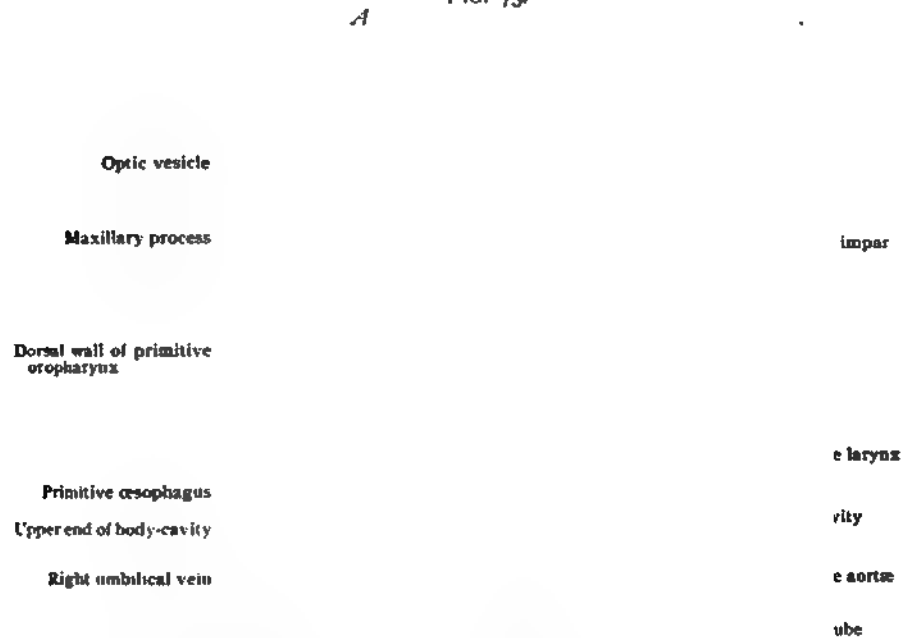 A
Optic vesicle
Maxillary process
impar
Dorsal wall of primitive
oropharynx
e larynx
Primitive œsophagus
vity
Upper end of body-cavity
Right umbilical vein
e aortæ
ube